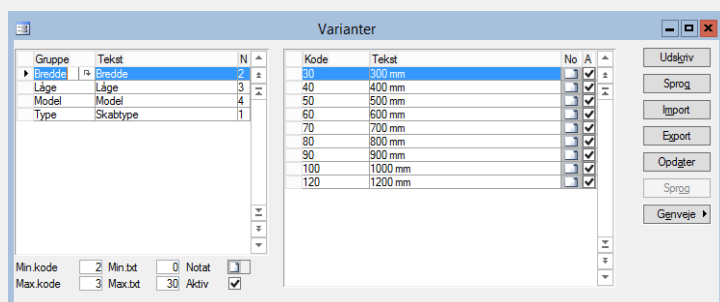 Varianter
Gruppe Tekst N
Bredde Bredde 2
Låge Låge 3
Model Model 4
Type Skabtype 1
Min.kode 2 Min.txt 0 Notat
Max.kode 3 Max.txt 30 Aktiv
Kode Tekst No A
30 300 mm
40 400 mm
50 500 mm
60 600 mm
70 700 mm
80 800 mm
90 900 mm
100 1000 mm
120 1200 mm
Udskriv
Sprog
Import
Export
Opdater
Sprog
Genveje